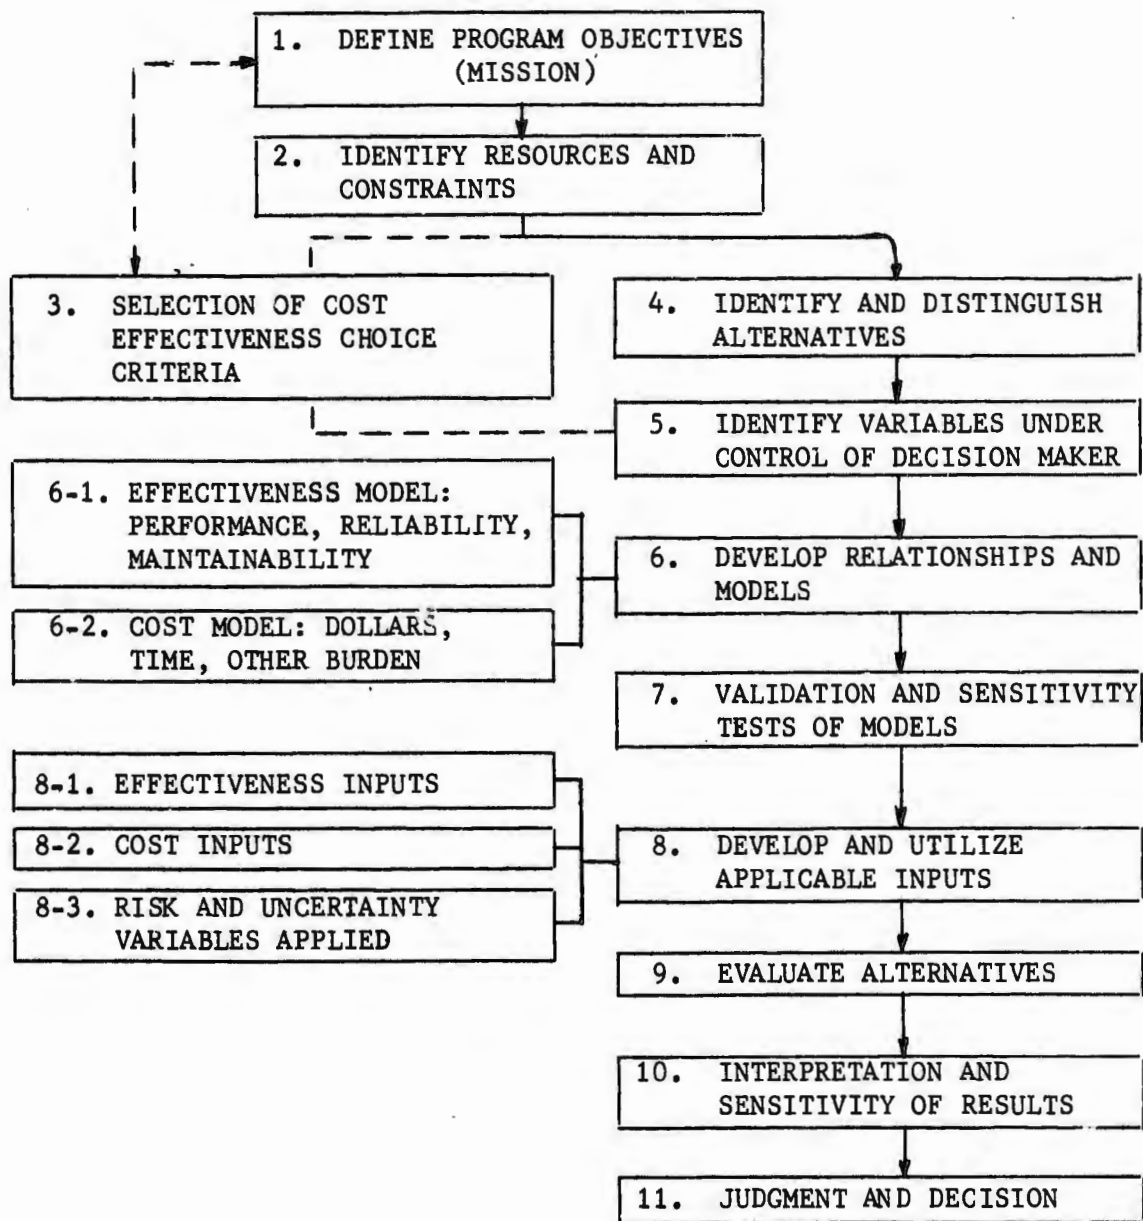 1. DEFINE PROGRAM OBJECTIVES
(MISSION)
2. IDENTIFY RESOURCES AND
CONSTRAINTS
3. SELECTION OF COST
EFFECTIVENESS CHOICE
CRITERIA
4. IDENTIFY AND DISTINGUISH
ALTERNATIVES
5. IDENTIFY VARIABLES UNDER
CONTROL OF DECISION MAKER
6-1. EFFECTIVENESS MODEL:
PERFORMANCE, RELIABILITY,
MAINTAINABILITY
6. DEVELOP RELATIONSHIPS AND
MODELS
6-2. COST MODEL: DOLLARS,
TIME, OTHER BURDEN
7. VALIDATION AND SENSITIVITY
TESTS OF MODELS
8-1. EFFECTIVENESS INPUTS
8-2. COST INPUTS
8. DEVELOP AND UTILIZE
APPLICABLE INPUTS
8-3. RISK AND UNCERTAINTY
VARIABLES APPLIED
9. EVALUATE ALTERNATIVES
10. INTERPRETATION AND
SENSITIVITY OF RESULTS
11. JUDGMENT AND DECISION